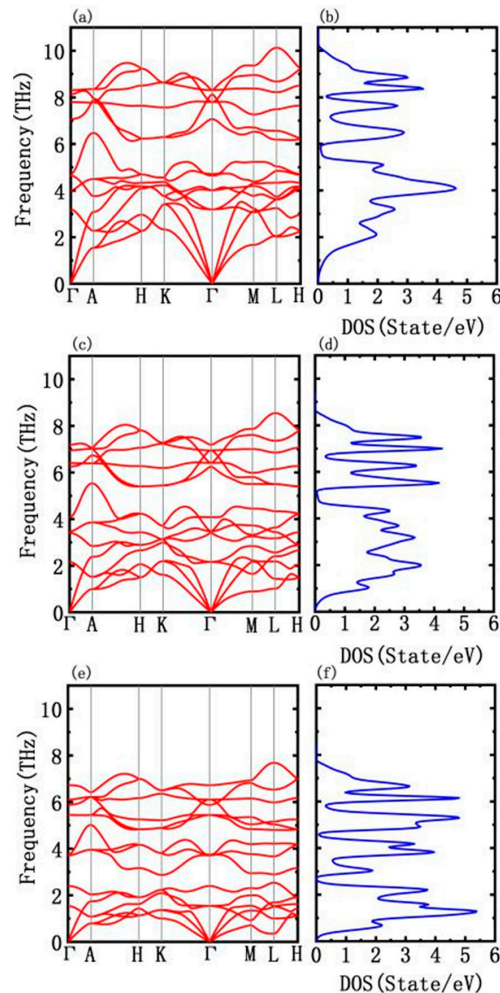 (a) (b)
10
8
6
4
2
0
Frequency(THz)
Γ A H K Γ M L H
0 1 2 3 4 5 6
DOS(State/eV)
(c) (d)
10
8
6
4
2
0
Frequency(THz)
Γ A H K Γ M L H
0 1 2 3 4 5 6
DOS(State/eV)
(e) (f)
10
8
6
4
2
0
Frequency(THz)
Γ A H K Γ M L H
0 1 2 3 4 5 6
DOS(State/eV)